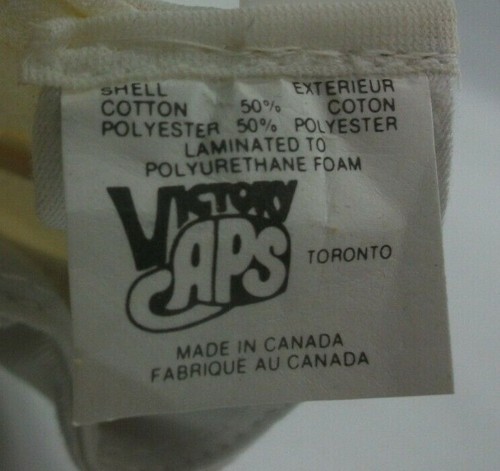 SHELL EXTERIEUR
COTTON 50% COTON
POLYESTER 50% POLYESTER
LAMINATED TO
POLYURETHANE FOAM
VICTORY
CAPS
TORONTO
MADE IN CANADA
FABRIQUE AU CANADA